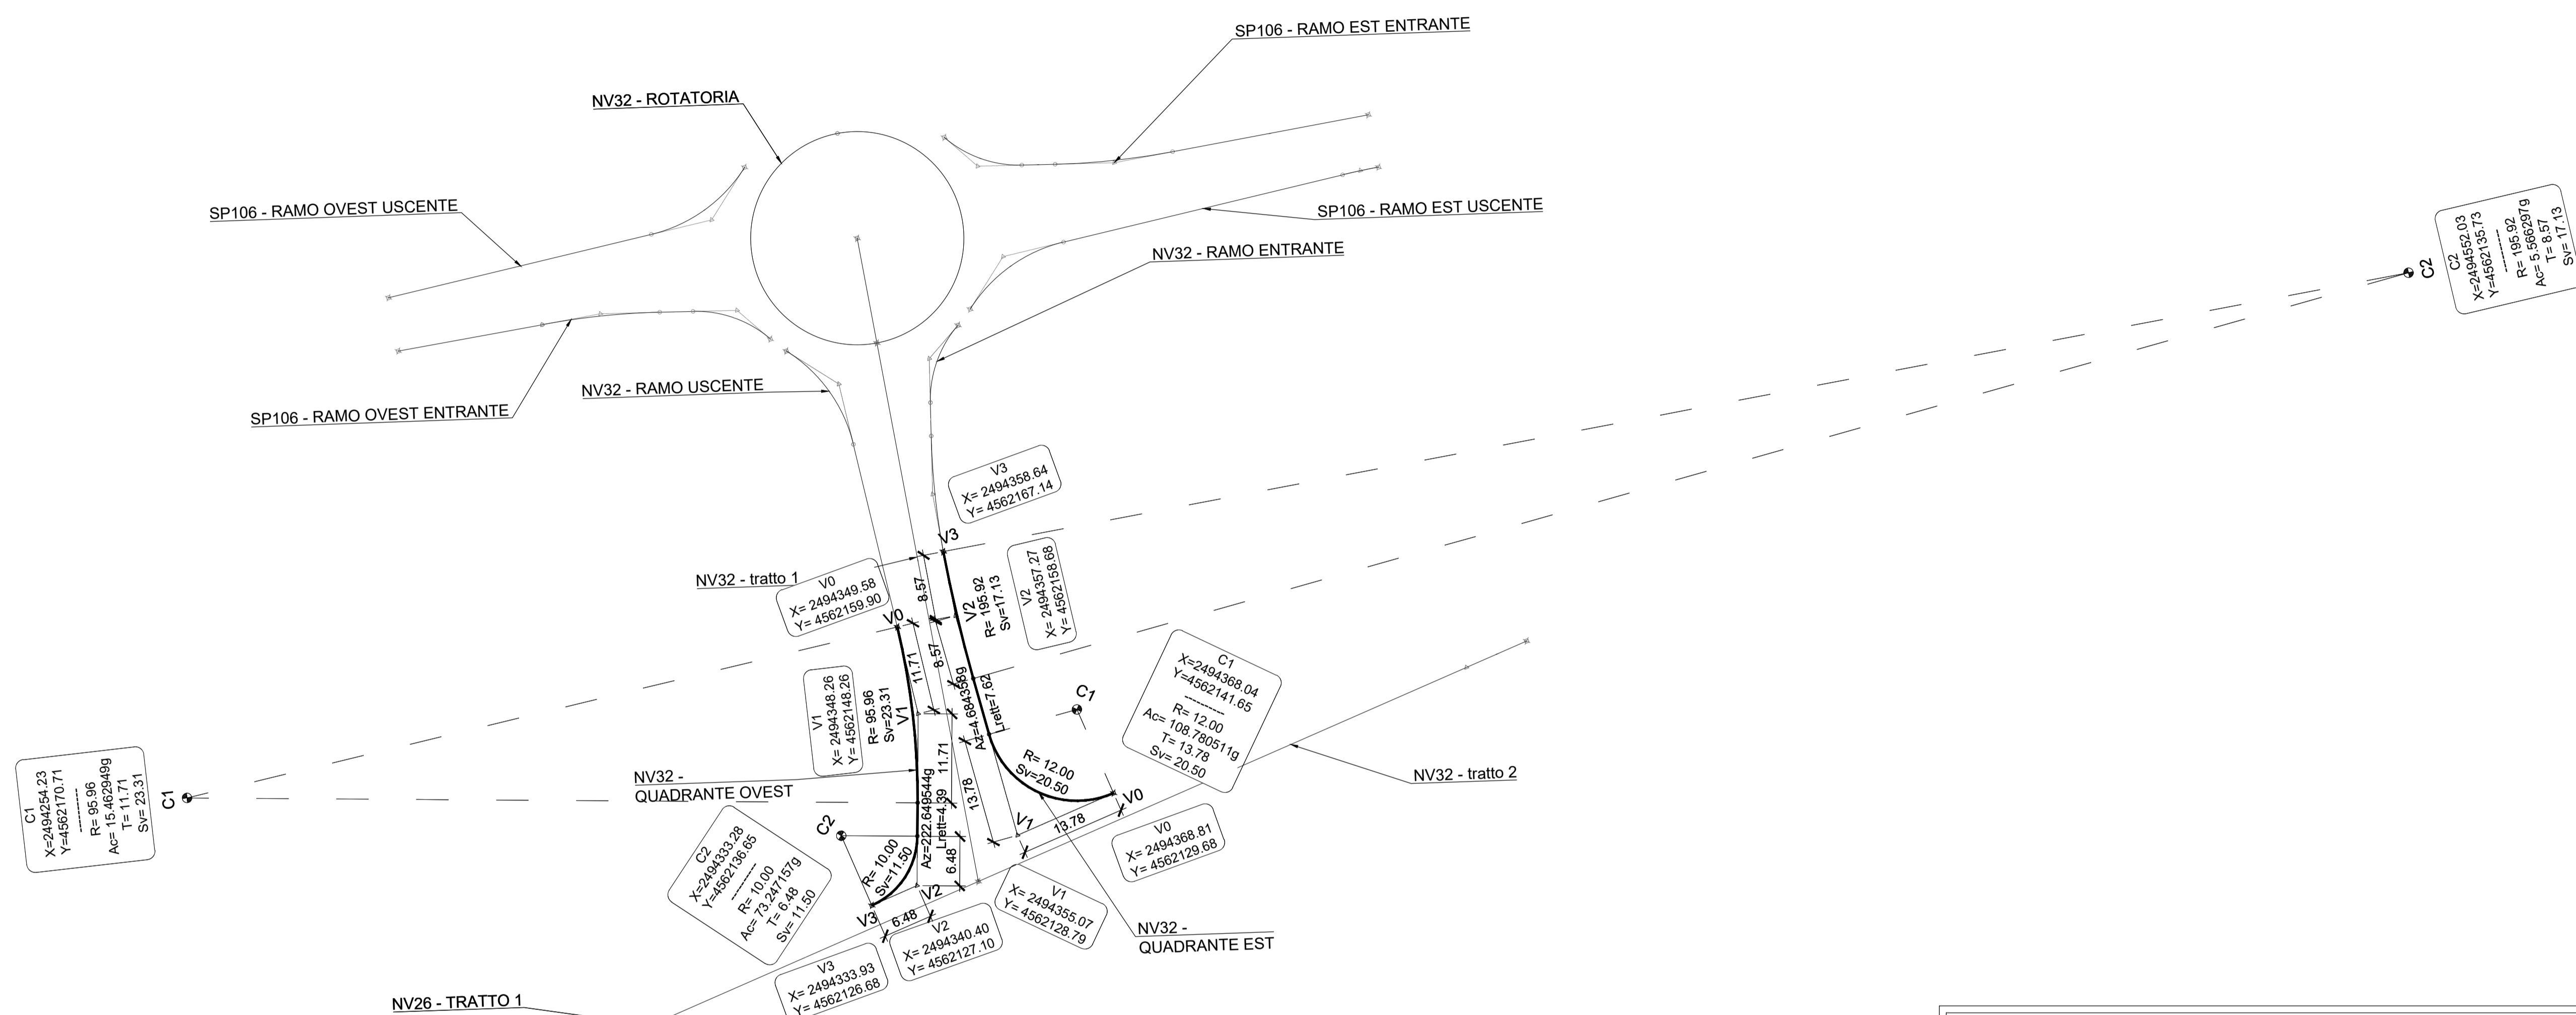 SP106 - RAMO EST ENTRANTE
NV32 - ROTATORIA
SP106 - RAMO OVEST USCENTE
SP106 - RAMO EST USCENTE
NV32 - RAMO ENTRANTE
C2
C2
X=2494552.03
Y=4562135.73
----------
R= 195.92
Ac= 5.566297g
T= 8.57
Sv= 17.13
NV32 - RAMO USCENTE
SP106 - RAMO OVEST ENTRANTE
V3
X= 2494358.64
Y= 4562167.14
V3
NV32 - tratto 1
V0
X= 2494349.58
Y= 4562159.90
V0
8.57
V2
R= 195.92
Sv=17.13
V2
X= 2494357.27
Y= 4562158.68
11.71
8.57
Az=4.684358g
Lrett=7.62
C1
C1
X=2494368.04
Y=4562141.65
----------
R= 12.00
Ac= 108.780511g
T= 13.78
Sv= 20.50
V1
X= 2494348.26
Y= 4562148.26
R= 95.96
Sv=23.31
V1
11.71
13.78
R= 12.00
Sv=20.50
NV32 - tratto 2
C1
X=2494254.23
Y=4562170.71
----------
R= 95.96
Ac= 15.462949g
T= 11.71
Sv= 23.31
C1
NV32 -
QUADRANTE OVEST
Az=222.649544g
Lrett=4.39
6.48
V0
V1
13.78
V0
X= 2494368.81
Y= 4562129.68
C2
C2
X=2494333.28
Y=4562136.65
----------
R= 10.00
Ac= 73.247157g
T= 6.48
Sv= 11.50
R= 10.00
Sv=11.50
V2
V3
6.48
V2
X= 2494340.40
Y= 4562127.10
V1
X= 2494355.07
Y= 4562128.79
NV32 -
QUADRANTE EST
V3
X= 2494333.93
Y= 4562126.68
NV26 - TRATTO 1